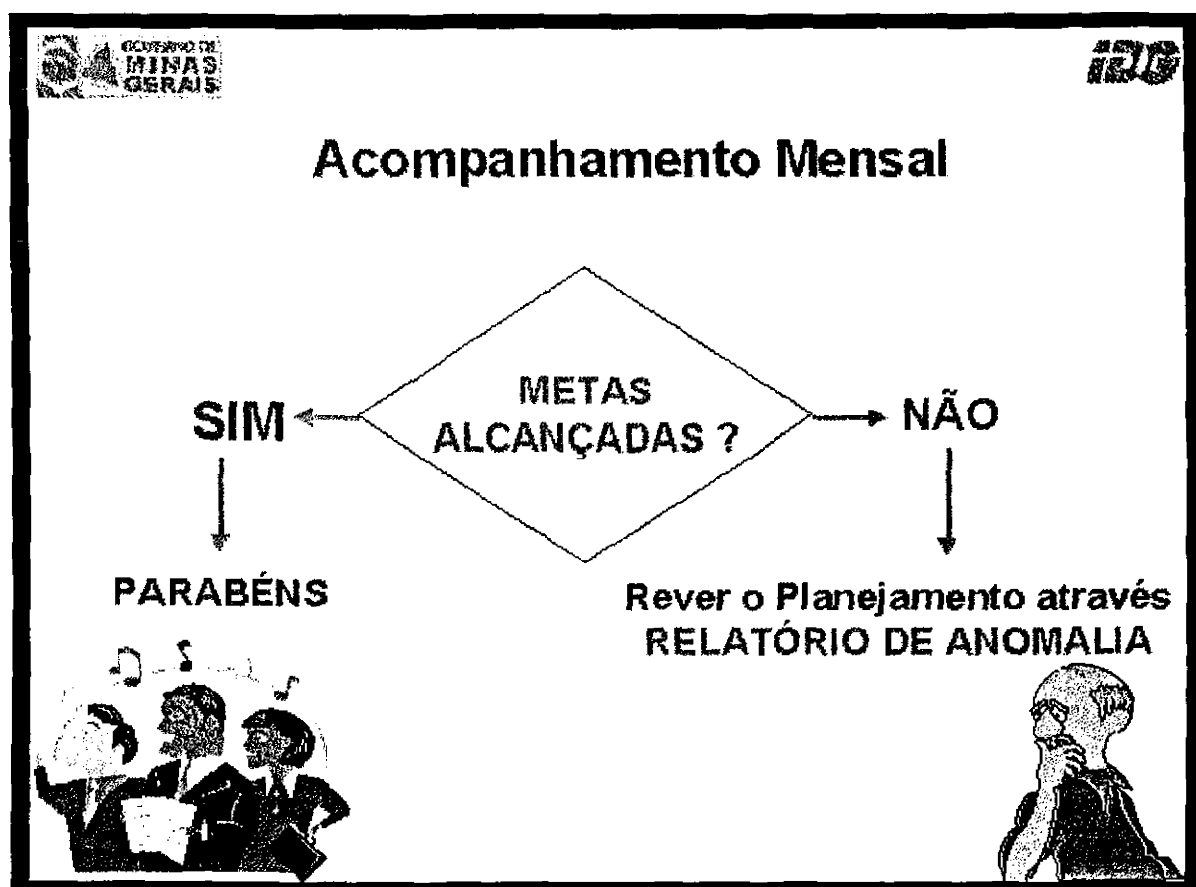 GOVERNO DE
MINAS
GERAIS
Acompanhamento Mensal
METAS
ALCANÇADAS ?
SIM
NÃO
PARABÉNS
Rever o Planejamento através
RELATÓRIO DE ANOMALIA